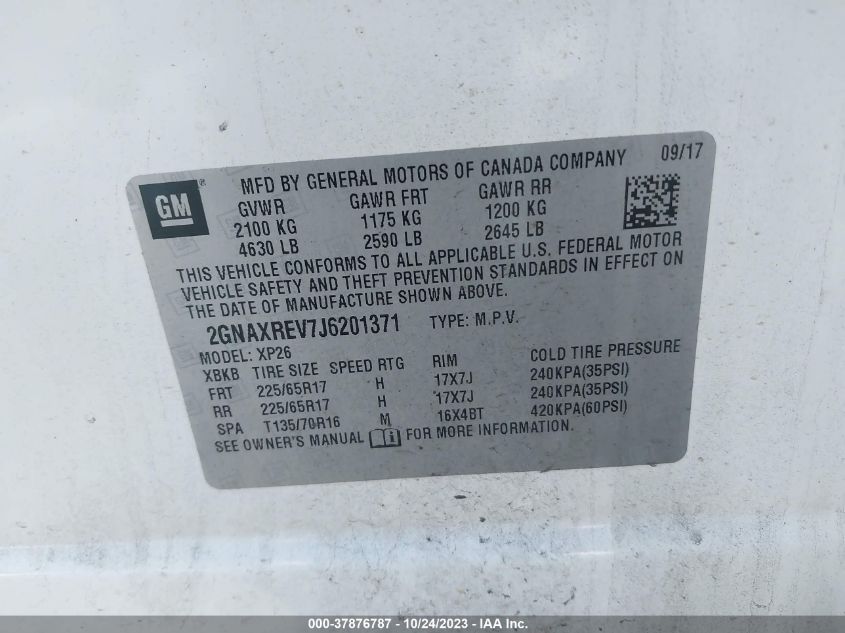 GM
MFD BY GENERAL MOTORS OF CANADA COMPANY 09/17
GVWR GAWR FRT GAWR RR
2100 KG 1175 KG 1200 KG
4630 LB 2590 LB 2645 LB
THIS VEHICLE CONFORMS TO ALL APPLICABLE U.S. FEDERAL MOTOR
VEHICLE SAFETY AND THEFT PREVENTION STANDARDS IN EFFECT ON
THE DATE OF MANUFACTURE SHOWN ABOVE.
2GNAXREV7J6201371 TYPE: M.P.V.
MODEL: XP26
XBKB TIRE SIZE SPEED RTG RIM COLD TIRE PRESSURE
FRT 225/65R17 H 17X7J 240KPA(35PSI)
RR 225/65R17 H 17X7J 240KPA(35PSI)
SPA T135/70R16 M 16X4BT 420KPA(60PSI)
SEE OWNER'S MANUAL FOR MORE INFORMATION.
000-37876787 - 10/24/2023 - IAA Inc.